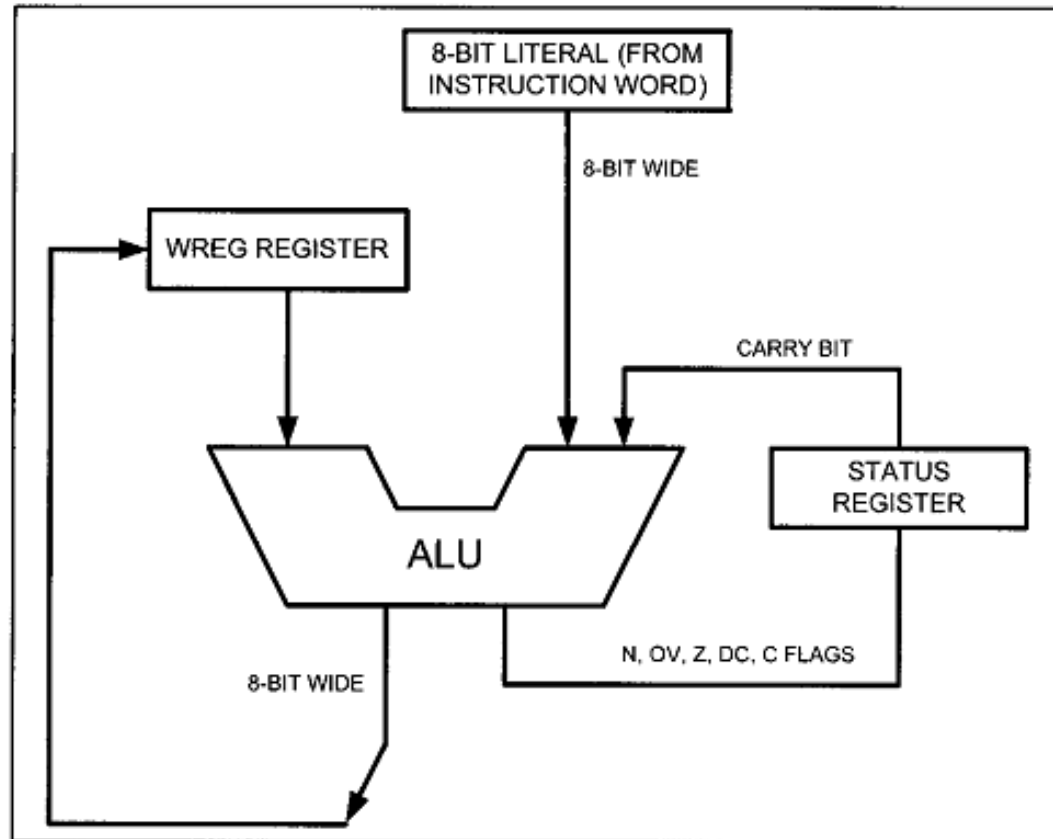 8-BIT LITERAL (FROM
INSTRUCTION WORD)
8-BIT WIDE
WREG REGISTER
CARRY BIT
STATUS
REGISTER
ALU
N, OV, Z, DC, C FLAGS
8-BIT WIDE